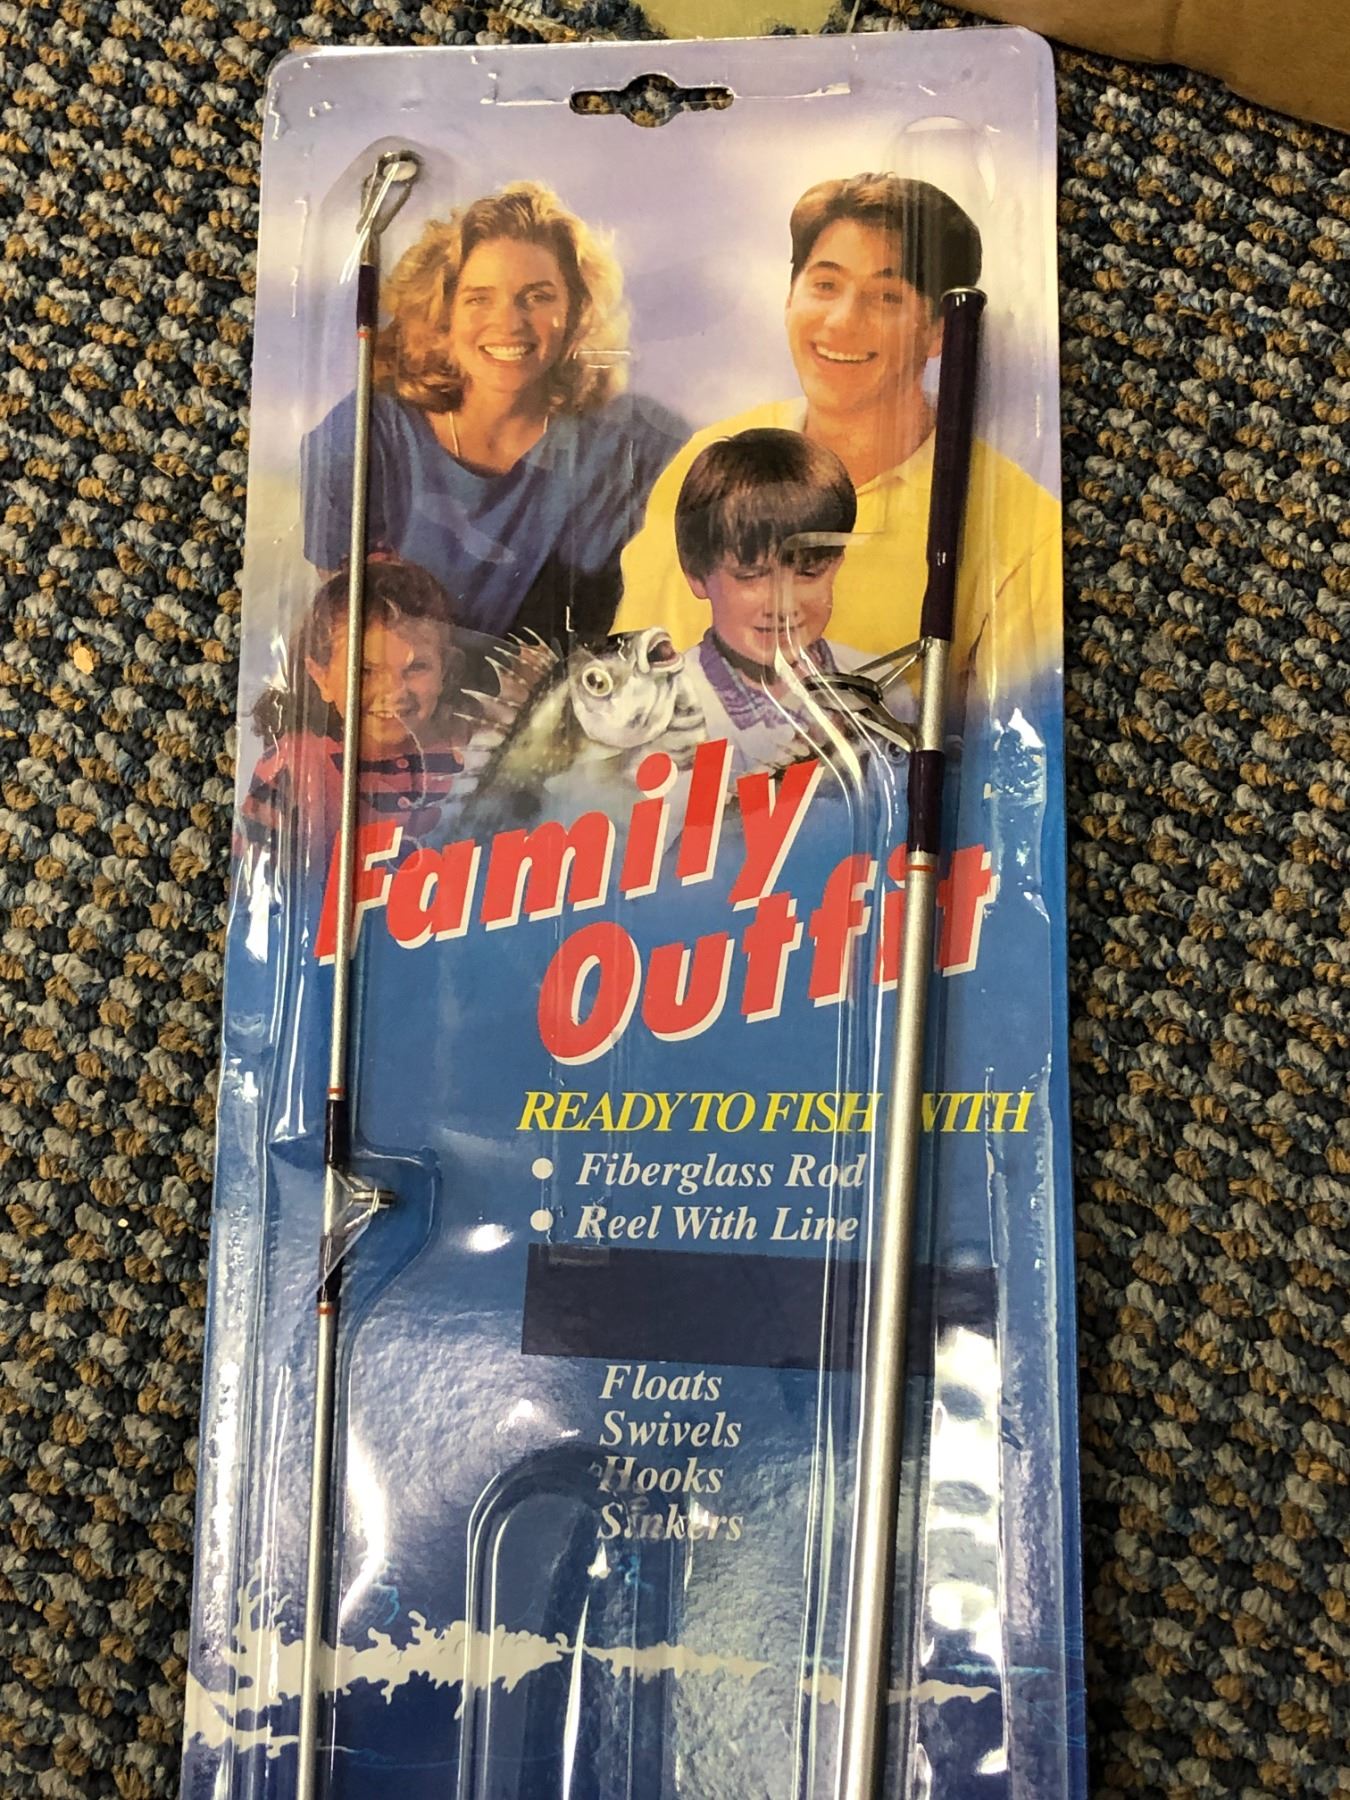 Family
Outfit
READY TO FISH WITH
• Fiberglass Rod
• Reel With Line
Floats
Swivels
Hooks
Sinkers